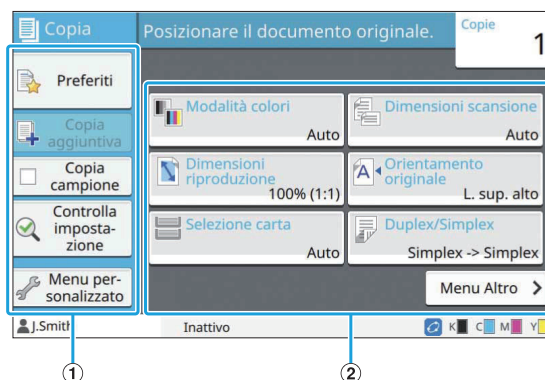 Copia
Posizionare il documento originale.
Copie
1
Preferiti
Copia
aggiuntiva
Copia
campione
Controlla
imposta-
zione
Menu per-
sonalizzato
Modalità colori
Auto
Dimensioni scansione
Auto
Dimensioni
riproduzione
100% (1:1)
Orientamento
originale
L. sup. alto
Selezione carta
Auto
Duplex/Simplex
Simplex -> Simplex
Menu Altro
J.Smith
Inattivo
K C M Y
1
2